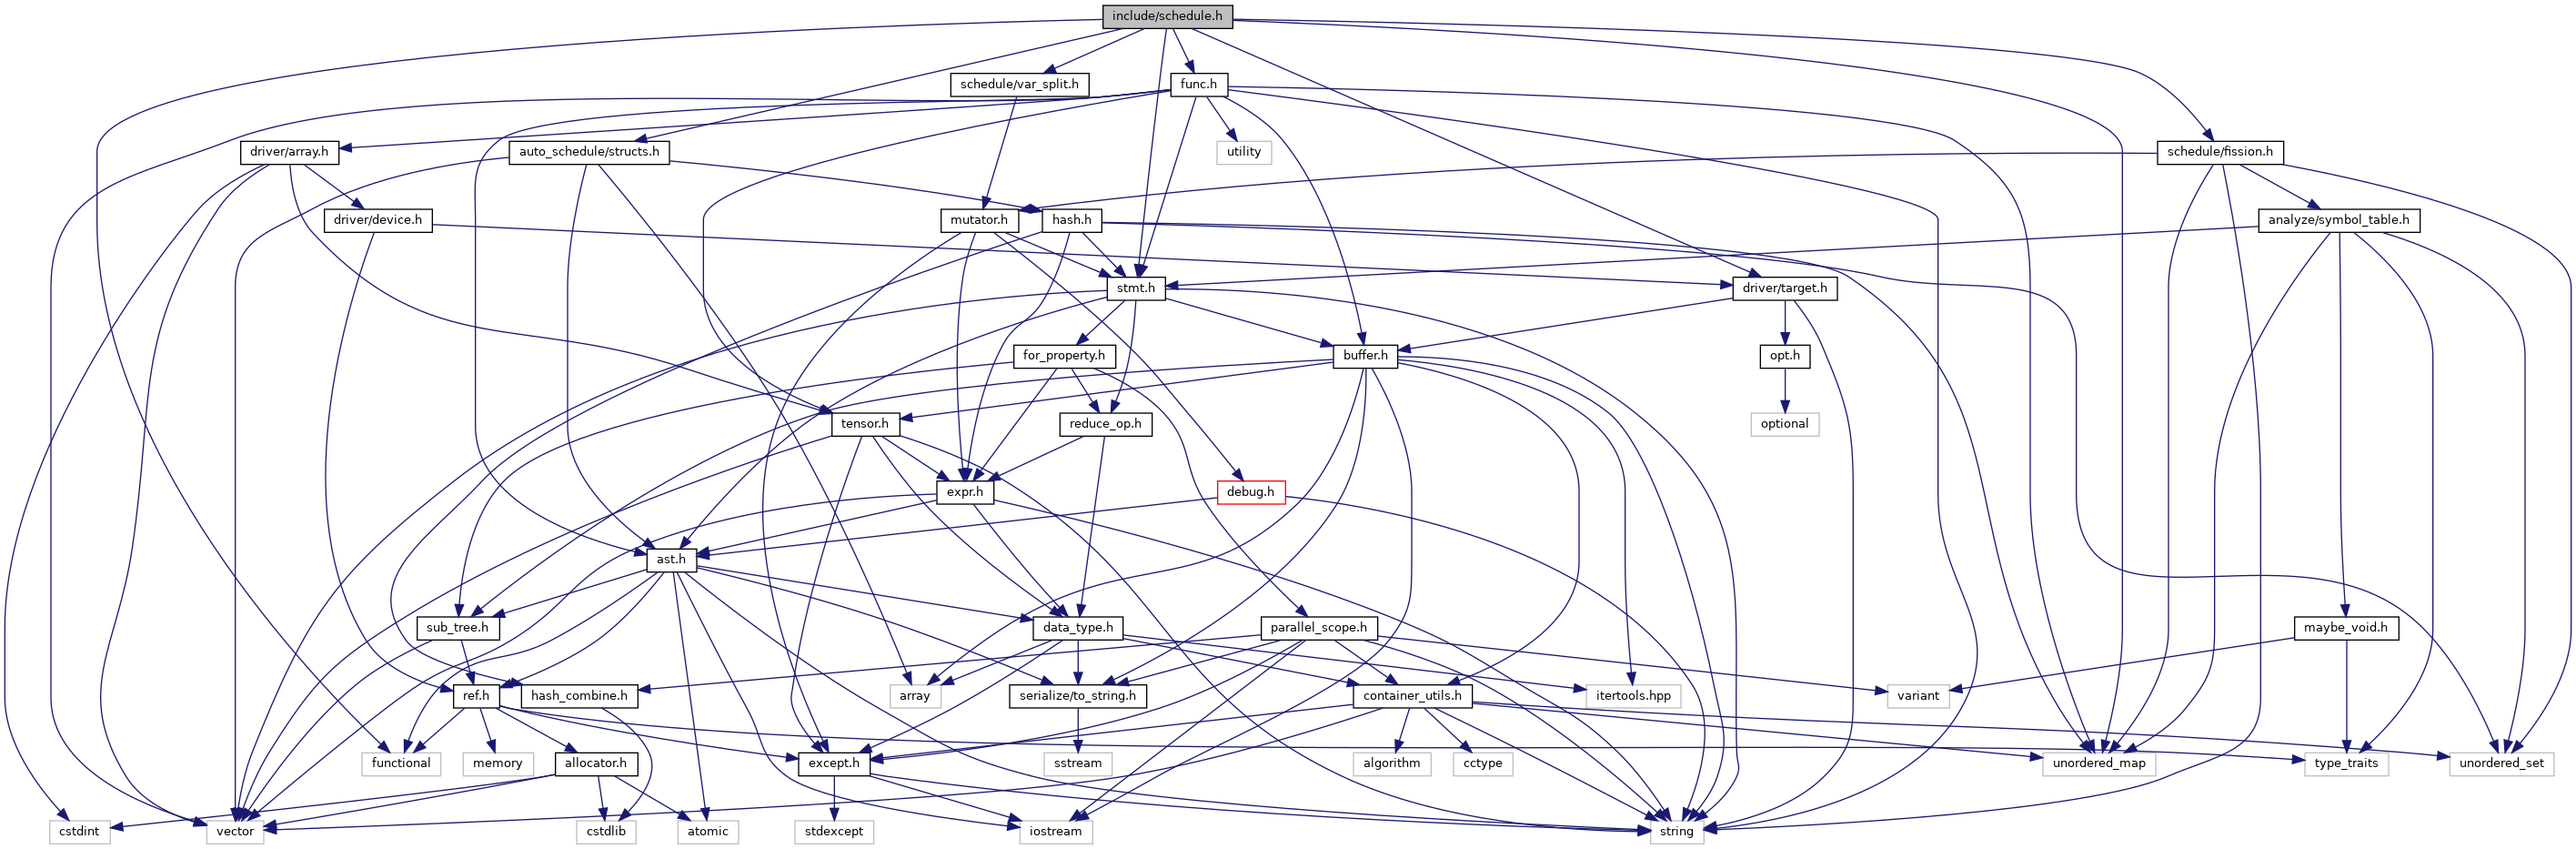 include/schedule.h
schedule/var_split.h
func.h
driver/array.h
auto_schedule/structs.h
utility
schedule/fission.h
driver/device.h
mutator.h
hash.h
analyze/symbol_table.h
stmt.h
driver/target.h
for_property.h
buffer.h
opt.h
tensor.h
reduce_op.h
optional
expr.h
debug.h
ast.h
sub_tree.h
data_type.h
parallel_scope.h
maybe_void.h
ref.h
hash_combine.h
array
serialize/to_string.h
container_utils.h
itertools.hpp
variant
functional
memory
allocator.h
except.h
sstream
algorithm
cctype
unordered_map
type_traits
unordered_set
cstdint
vector
cstdlib
atomic
stdexcept
iostream
string